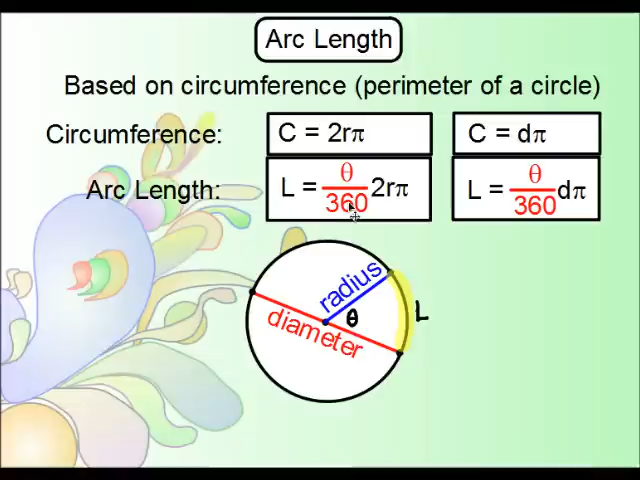 Arc Length
Based on circumference (perimeter of a circle)
Circumference: C = 2rπ C = dπ
Arc Length: L = θ/360 2rπ L = θ/360 dπ
radius
θ
L
diameter